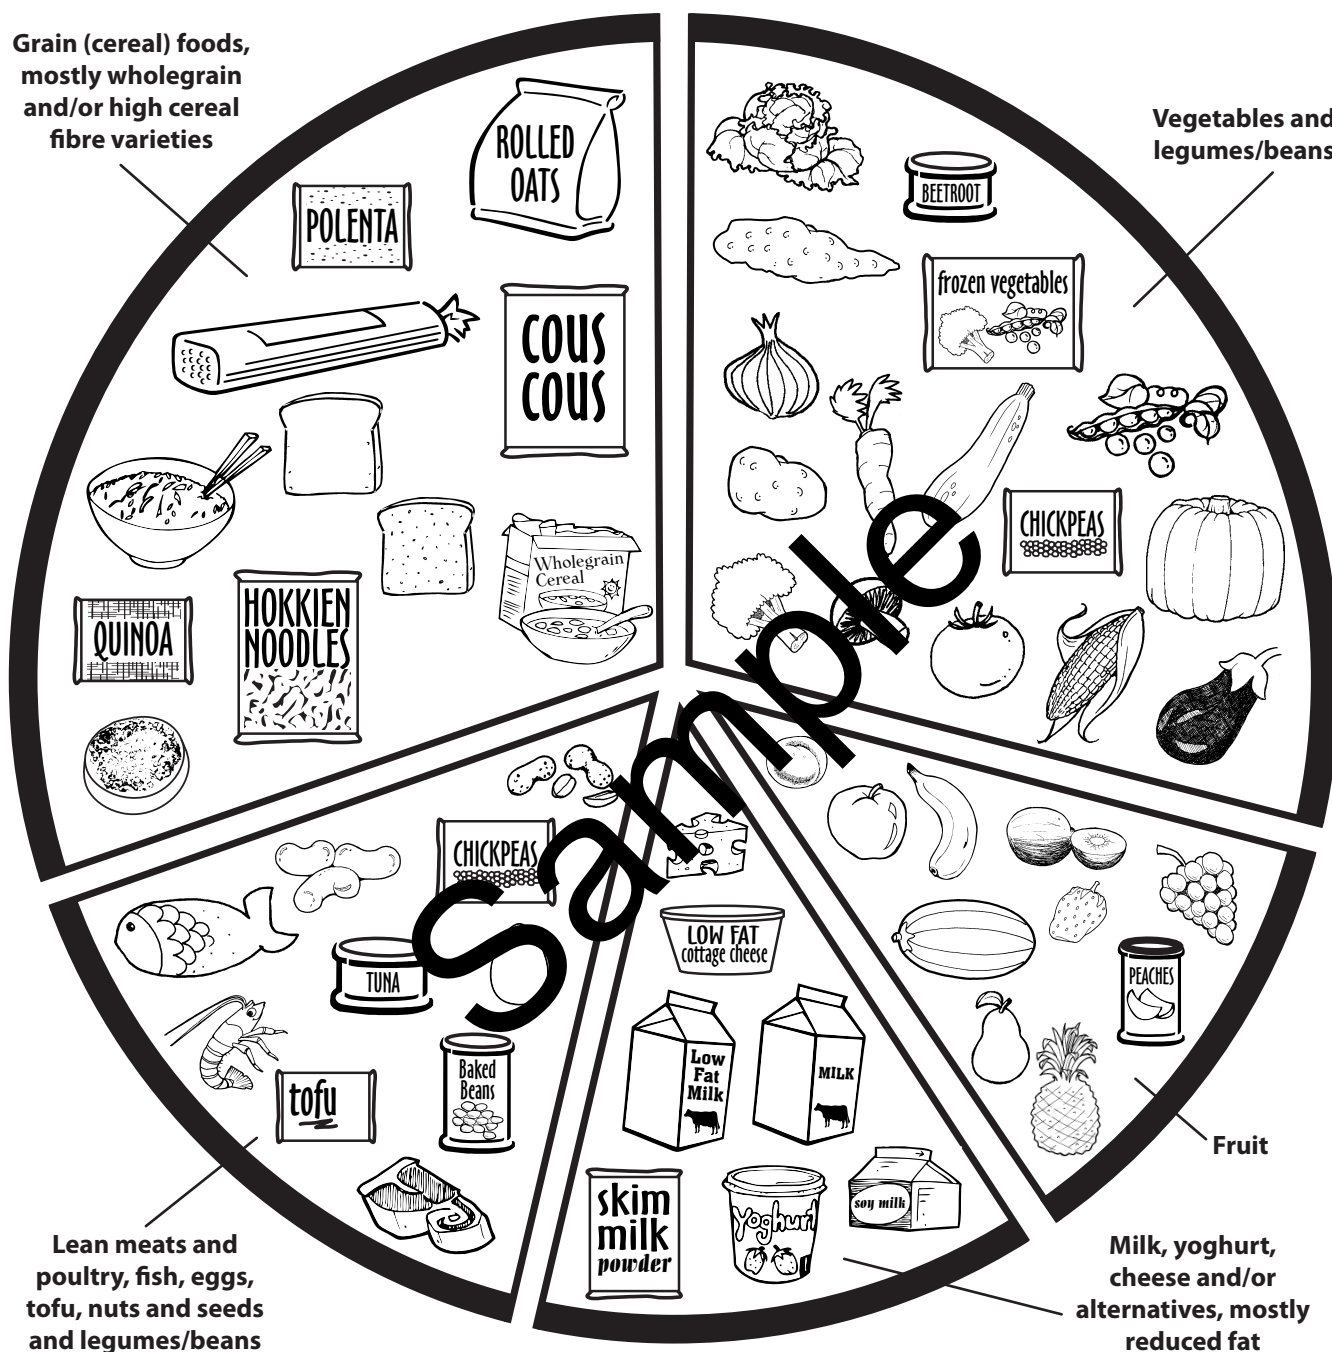 Grain (cereal) foods,
mostly wholegrain
and/or high cereal
fibre varieties
Vegetables and
legumes/beans
ROLLED
OATS
POLENTA
COUS
COUS
Wholegrain
Cereal
HOKKIEN
NOODLES
QUINOA
BEETROOT
frozen vegetables
CHICKPEAS
Sample
CHICKPEAS
TUNA
tofu
Baked
Beans
LOW FAT
cottage cheese
Low
Fat
Milk
MILK
skim
milk
powder
Yoghurt
soy milk
PEACHES
Fruit
Lean meats and
poultry, fish, eggs,
tofu, nuts and seeds
and legumes/beans
Milk, yoghurt,
cheese and/or
alternatives, mostly
reduced fat